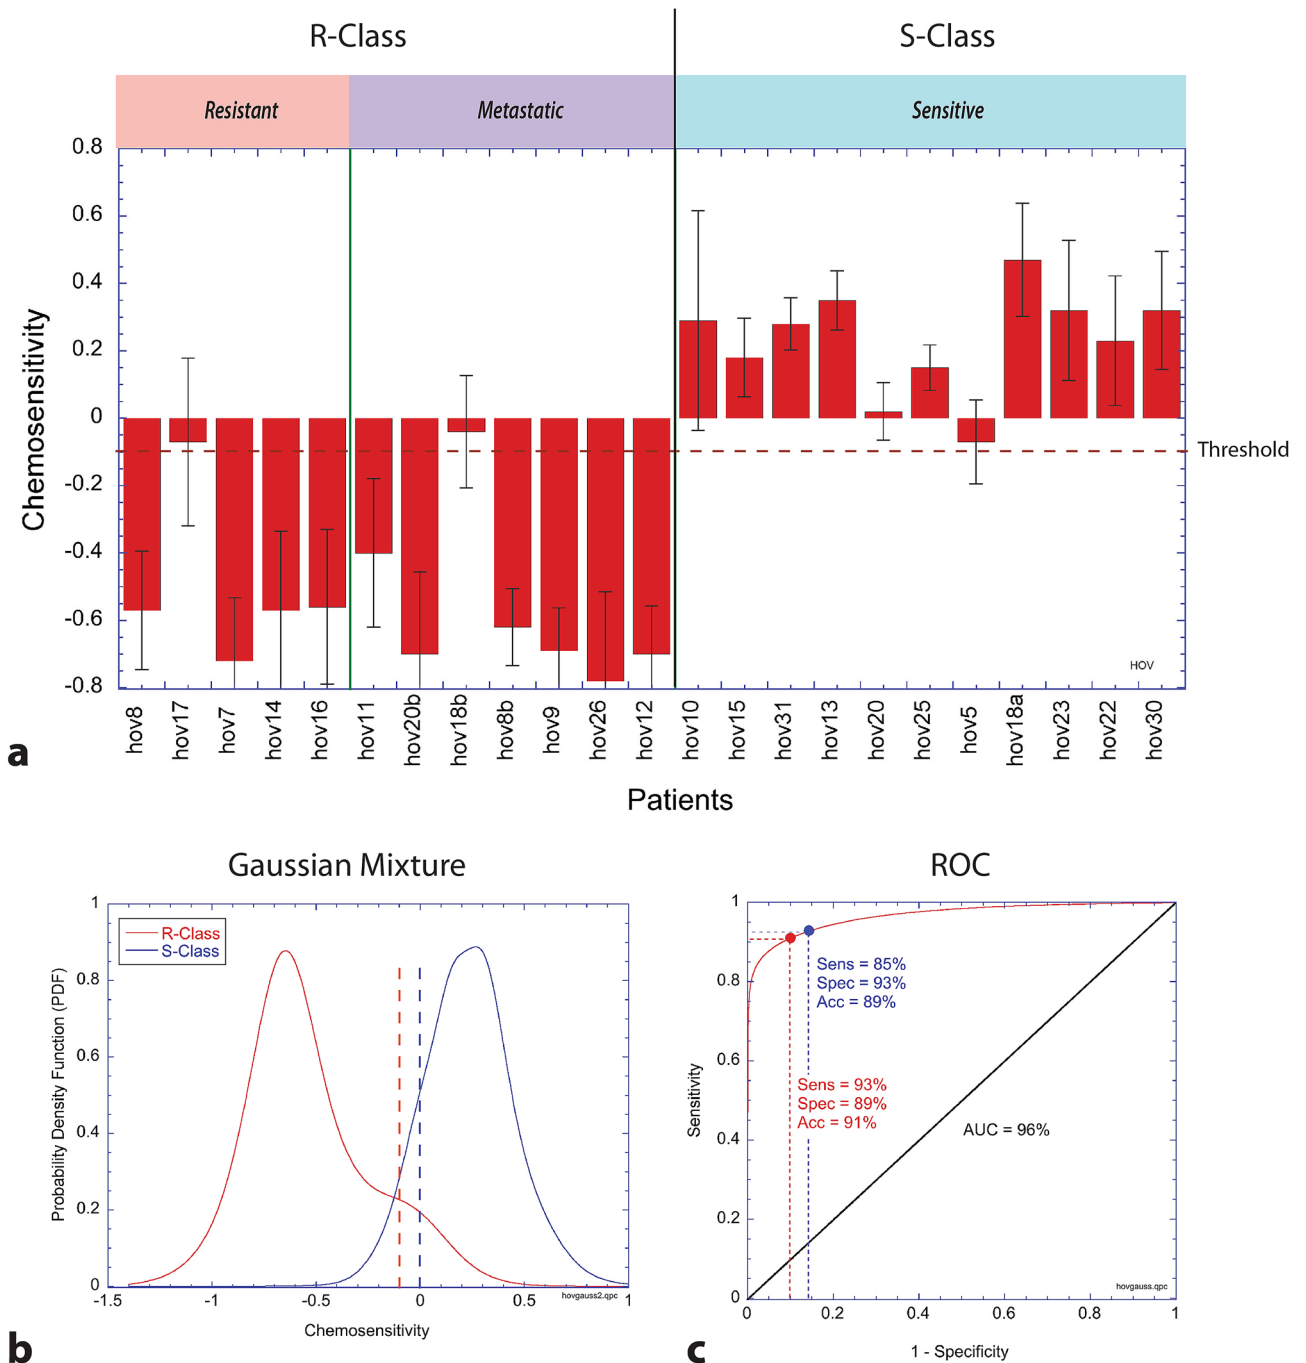 R-Class
S-Class
Resistant
Metastatic
Sensitive
0.8
0.6
0.4
0.2
0
-0.2
-0.4
-0.6
-0.8
Chemosensitivity
Threshold
HOV
hov8
hov17
hov7
hov14
hov16
hov11
hov20b
hov18b
hov8b
hov9
hov26
hov12
hov10
hov15
hov31
hov13
hov20
hov25
hov5
hov18a
hov23
hov22
hov30
a
Patients
Gaussian Mixture
1
0.8
0.6
0.4
0.2
0
Probability Density Function (PDF)
R-Class
S-Class
-1.5
-1
-0.5
0
0.5
1
hovgauss2.qpc
Chemosensitivity
b
ROC
1
0.8
0.6
0.4
0.2
0
Sensitivity
Sens = 85%
Spec = 93%
Acc = 89%
Sens = 93%
Spec = 89%
Acc = 91%
AUC = 96%
hovgauss.qpc
0
0.2
0.4
0.6
0.8
1
1 - Specificity
c